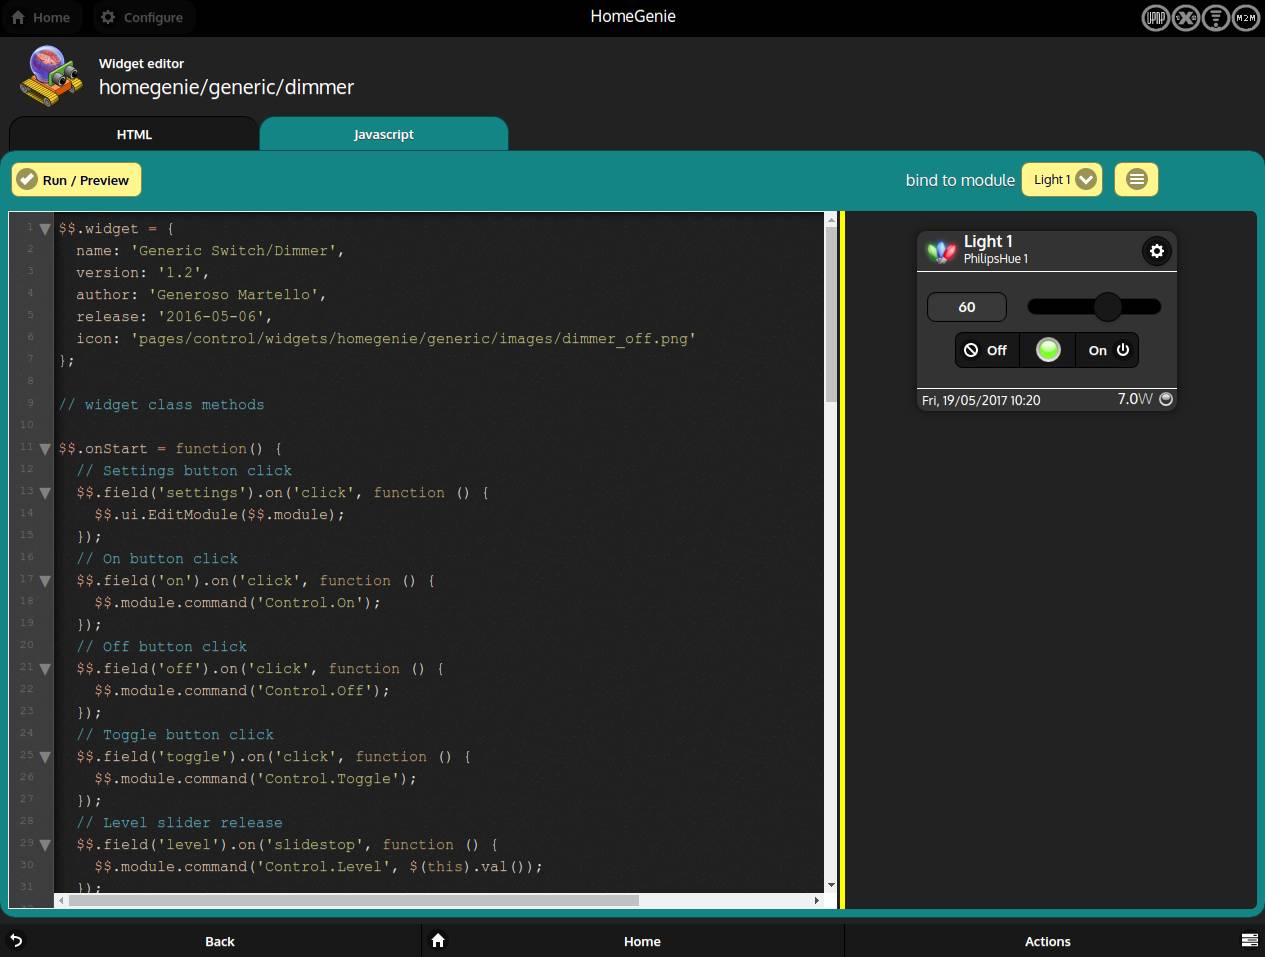 Home
Configure
HomeGenie
UPNP
X
M2M
Widget editor
homegenie/generic/dimmer
HTML
Javascript
Run / Preview
bind to module
Light 1
1 $$.widget = {
2   name: 'Generic Switch/Dimmer',
3   version: '1.2',
4   author: 'Generoso Martello',
5   release: '2016-05-06',
6   icon: 'pages/control/widgets/homegenie/generic/images/dimmer_off.png'
7 };
8
9 // widget class methods
10
11 $$.onStart = function() {
12   // Settings button click
13   $$.field('settings').on('click', function () {
14     $$.ui.EditModule($$.module);
15   });
16   // On button click
17   $$.field('on').on('click', function () {
18     $$.module.command('Control.On');
19   });
20   // Off button click
21   $$.field('off').on('click', function () {
22     $$.module.command('Control.Off');
23   });
24   // Toggle button click
25   $$.field('toggle').on('click', function () {
26     $$.module.command('Control.Toggle');
27   });
28   // Level slider release
29   $$.field('level').on('slidestop', function () {
30     $$.module.command('Control.Level', $(this).val());
31   });
Light 1
PhilipsHue 1
60
Off
On
Fri, 19/05/2017 10:20
7.0W
Back
Home
Actions